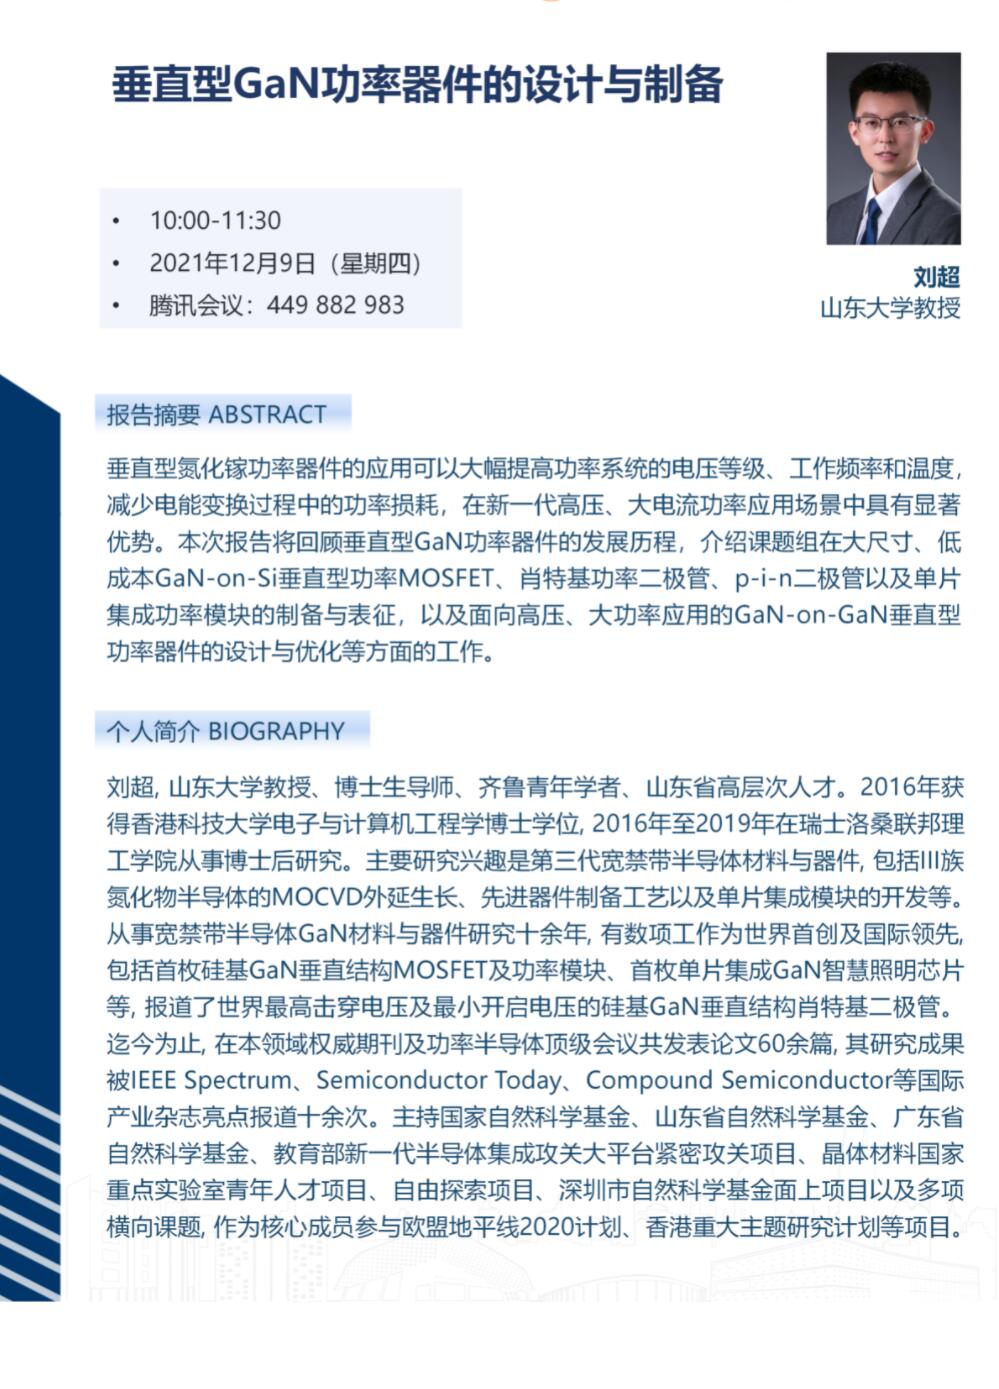 垂直型GaN功率器件的设计与制备
• 10:00-11:30
• 2021年12月9日（星期四）
• 腾讯会议：449 882 983
刘超
山东大学教授
报告摘要 ABSTRACT
垂直型氮化镓功率器件的应用可以大幅提高功率系统的电压等级、工作频率和温度，
减少电能变换过程中的功率损耗，在新一代高压、大电流功率应用场景中具有显著
优势。本次报告将回顾垂直型GaN功率器件的发展历程，介绍课题组在大尺寸、低
成本GaN-on-Si垂直型功率MOSFET、肖特基功率二极管、p-i-n二极管以及单片
集成功率模块的制备与表征，以及面向高压、大功率应用的GaN-on-GaN垂直型
功率器件的设计与优化等方面的工作。
个人简介 BIOGRAPHY
刘超, 山东大学教授、博士生导师、齐鲁青年学者、山东省高层次人才。2016年获
得香港科技大学电子与计算机工程学博士学位, 2016年至2019年在瑞士洛桑联邦理
工学院从事博士后研究。主要研究兴趣是第三代宽禁带半导体材料与器件, 包括III族
氮化物半导体的MOCVD外延生长、先进器件制备工艺以及单片集成模块的开发等。
从事宽禁带半导体GaN材料与器件研究十余年, 有数项工作为世界首创及国际领先,
包括首枚硅基GaN垂直结构MOSFET及功率模块、首枚单片集成GaN智慧照明芯片
等, 报道了世界最高击穿电压及最小开启电压的硅基GaN垂直结构肖特基二极管。
迄今为止, 在本领域权威期刊及功率半导体顶级会议共发表论文60余篇, 其研究成果
被IEEE Spectrum、Semiconductor Today、Compound Semiconductor等国际
产业杂志亮点报道十余次。主持国家自然科学基金、山东省自然科学基金、广东省
自然科学基金、教育部新一代半导体集成攻关大平台紧密攻关项目、晶体材料国家
重点实验室青年人才项目、自由探索项目、深圳市自然科学基金面上项目以及多项
横向课题, 作为核心成员参与欧盟地平线2020计划、香港重大主题研究计划等项目。